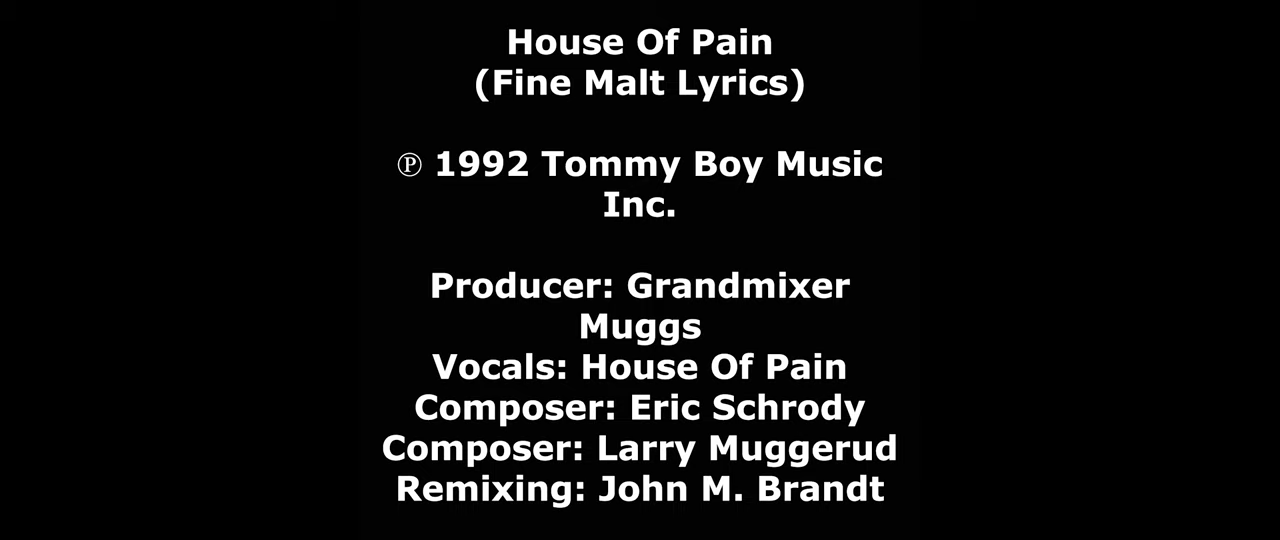 House Of Pain
(Fine Malt Lyrics)
℗ 1992 Tommy Boy Music
Inc.
Producer: Grandmixer
Muggs
Vocals: House Of Pain
Composer: Eric Schrody
Composer: Larry Muggerud
Remixing: John M. Brandt